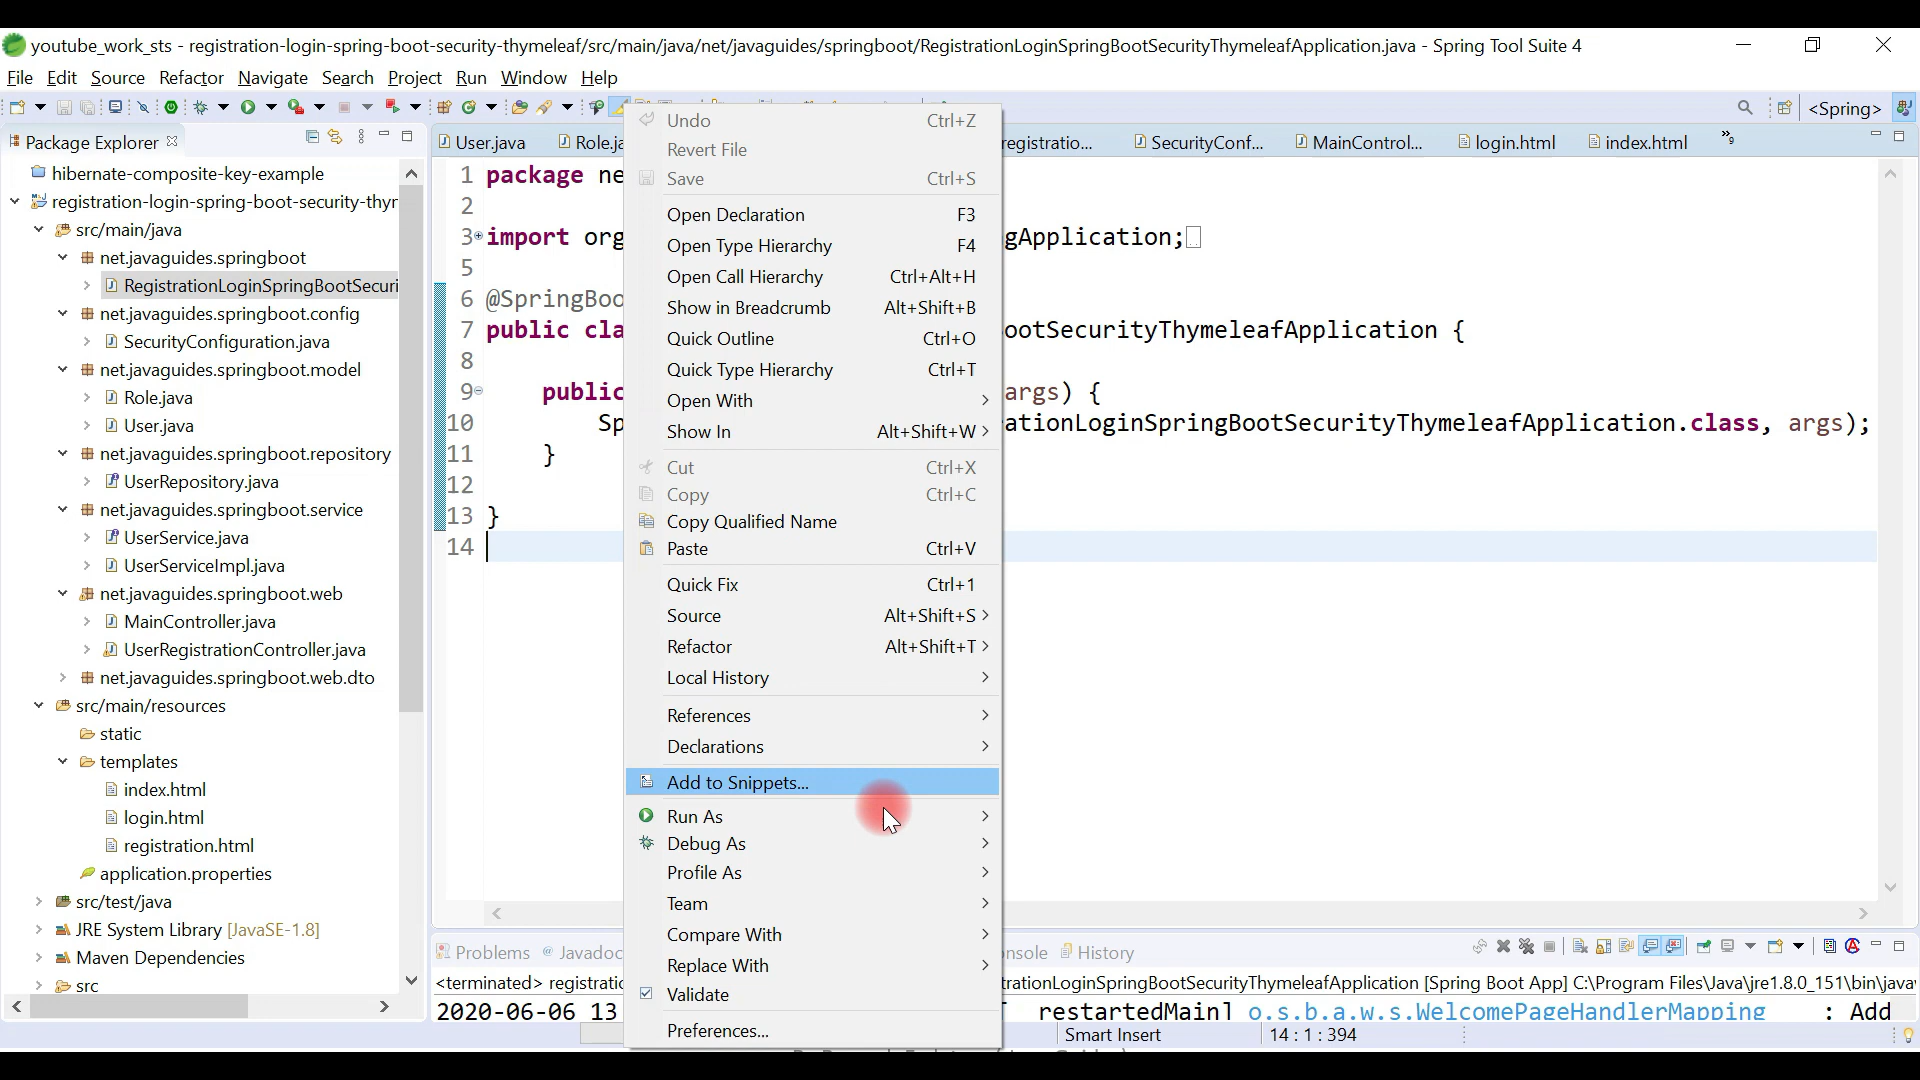 youtube_work_sts - registration-login-spring-boot-security-thymeleaf/src/main/java/net/javaguides/springboot/RegistrationLoginSpringBootSecurityThymeleafApplication.java - Spring Tool Suite 4
File Edit Source Refactor Navigate Search Project Run Window Help
<Spring>
Package Explorer
hibernate-composite-key-example
registration-login-spring-boot-security-thyr
src/main/java
net.javaguides.springboot
RegistrationLoginSpringBootSecuri
net.javaguides.springboot.config
SecurityConfiguration.java
net.javaguides.springboot.model
Role.java
User.java
net.javaguides.springboot.repository
UserRepository.java
net.javaguides.springboot.service
UserService.java
UserServiceImpl.java
net.javaguides.springboot.web
MainController.java
UserRegistrationController.java
net.javaguides.springboot.web.dto
src/main/resources
static
templates
index.html
login.html
registration.html
application.properties
src/test/java
JRE System Library [JavaSE-1.8]
Maven Dependencies
src
User.java Role.ja registratio... SecurityConf... MainControl... login.html index.html »9
1 package ne
2
3 import org gApplication;
5
6 @SpringBoo
7 public cla ootSecurityThymeleafApplication {
8
9 public args) {
10 Sp ationLoginSpringBootSecurityThymeleafApplication.class, args);
11 }
12
13 }
14
Undo Ctrl+Z
Revert File
Save Ctrl+S
Open Declaration F3
Open Type Hierarchy F4
Open Call Hierarchy Ctrl+Alt+H
Show in Breadcrumb Alt+Shift+B
Quick Outline Ctrl+O
Quick Type Hierarchy Ctrl+T
Open With
Show In Alt+Shift+W
Cut Ctrl+X
Copy Ctrl+C
Copy Qualified Name
Paste Ctrl+V
Quick Fix Ctrl+1
Source Alt+Shift+S
Refactor Alt+Shift+T
Local History
References
Declarations
Add to Snippets...
Run As
Debug As
Profile As
Team
Compare With
Replace With
Validate
Preferences...
Problems Javadoc onsole History
<terminated> registratio rationLoginSpringBootSecurityThymeleafApplication [Spring Boot App] C:\Program Files\Java\jre1.8.0_151\bin\java
2020-06-06 13 restartedMain] o.s.b.a.w.s.WelcomePageHandlerMapping : Add
Smart Insert 14 : 1 : 394